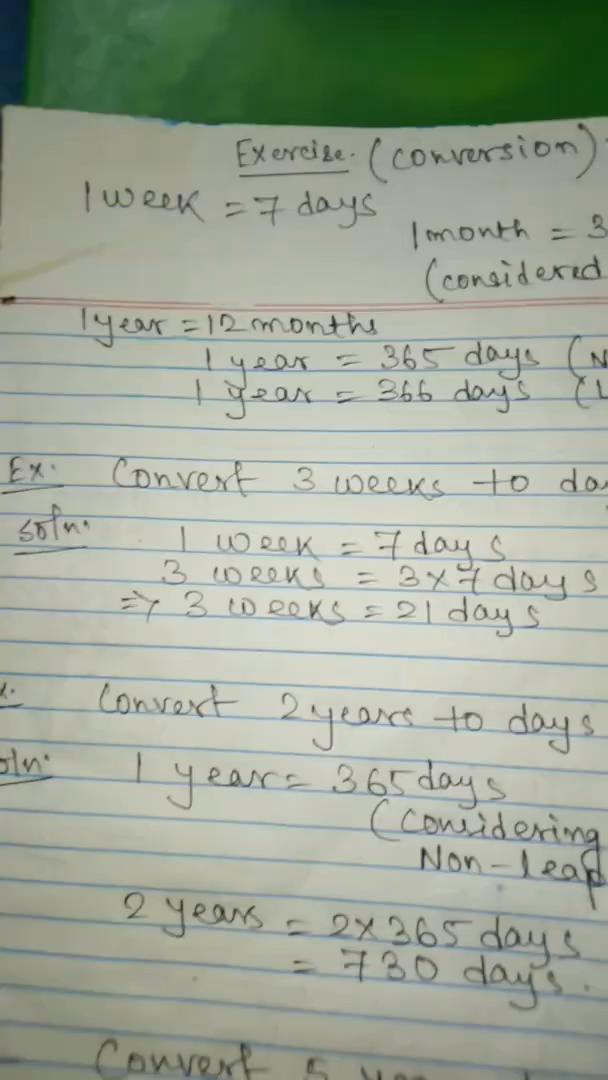 Exercise. (conversion)
1 week = 7 days
1 month = 3
(considered
1 year = 12 months
1 year = 365 days (N
1 year = 366 days (L
Ex. Convert 3 weeks to da
Soln. 1 week = 7 days
3 weeks = 3 x 7 days
=> 3 weeks = 21 days
x. Convert 2 years to days
oln. 1 year = 365 days
(Considering
Non-leap
2 years = 2 x 365 days
= 730 days.
Convert 5